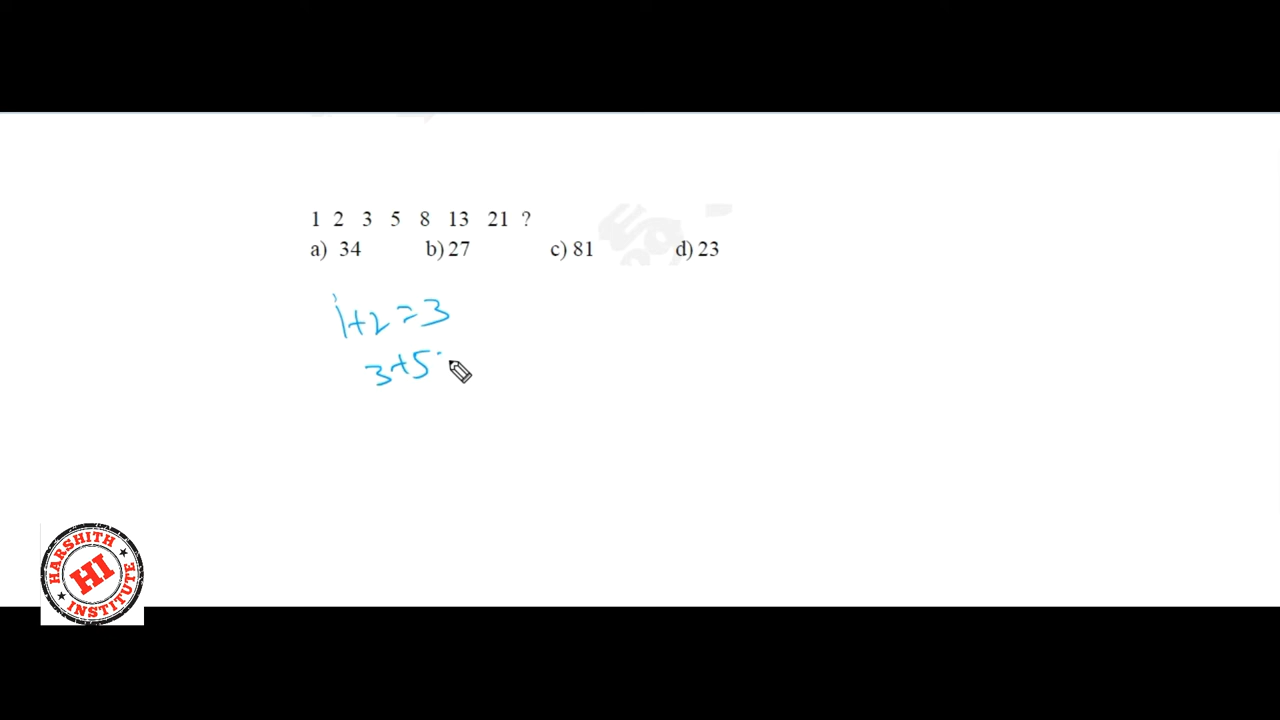 1 2 3 5 8 13 21 ?
a) 34 b) 27 c) 81 d) 23
1+2=3
3+5
HARSHITH
HI
INSTITUTE